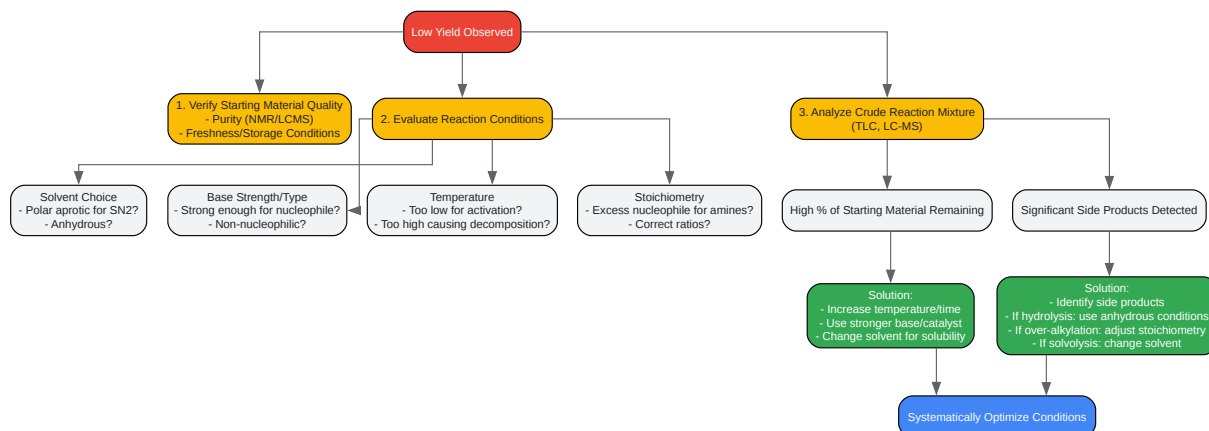 Low Yield Observed
1. Verify Starting Material Quality
- Purity (NMR/LCMS)
- Freshness/Storage Conditions
2. Evaluate Reaction Conditions
3. Analyze Crude Reaction Mixture
(TLC, LC-MS)
Solvent Choice
- Polar aprotic for SN2?
- Anhydrous?
Base Strength/Type
- Strong enough for nucleophile?
- Non-nucleophilic?
Temperature
- Too low for activation?
- Too high causing decomposition?
Stoichiometry
- Excess nucleophile for amines?
- Correct ratios?
High % of Starting Material Remaining
Significant Side Products Detected
Solution:
- Increase temperature/time
- Use stronger base/catalyst
- Change solvent for solubility
Solution:
- Identify side products
- If hydrolysis: use anhydrous conditions
- If over-alkylation: adjust stoichiometry
- If solvolysis: change solvent
Systematically Optimize Conditions